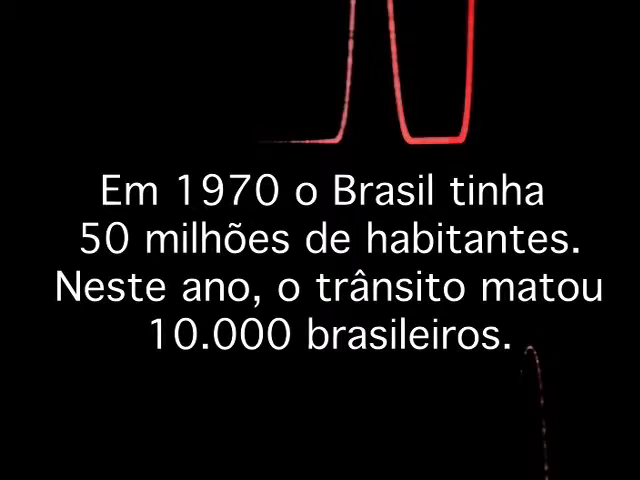 Em 1970 o Brasil tinha
50 milhões de habitantes.
Neste ano, o trânsito matou
10.000 brasileiros.